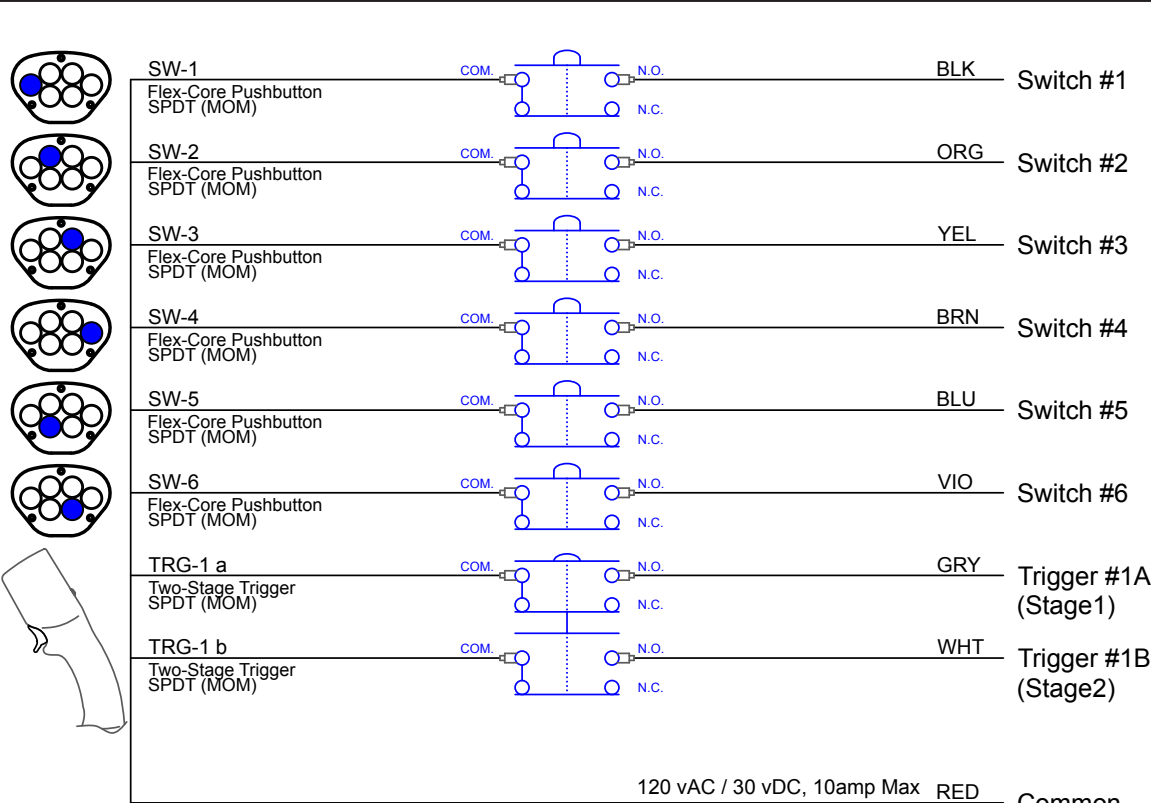 SW-1 COM. N.O. BLK Switch #1
Flex-Core Pushbutton
SPDT (MOM) N.C.
SW-2 COM. N.O. ORG Switch #2
Flex-Core Pushbutton
SPDT (MOM) N.C.
SW-3 COM. N.O. YEL Switch #3
Flex-Core Pushbutton
SPDT (MOM) N.C.
SW-4 COM. N.O. BRN Switch #4
Flex-Core Pushbutton
SPDT (MOM) N.C.
SW-5 COM. N.O. BLU Switch #5
Flex-Core Pushbutton
SPDT (MOM) N.C.
SW-6 COM. N.O. VIO Switch #6
Flex-Core Pushbutton
SPDT (MOM) N.C.
TRG-1 a COM. N.O. GRY Trigger #1A
Two-Stage Trigger
SPDT (MOM) N.C. (Stage1)
TRG-1 b COM. N.O. WHT Trigger #1B
Two-Stage Trigger
SPDT (MOM) N.C. (Stage2)
120 vAC / 30 vDC, 10amp Max RED Common